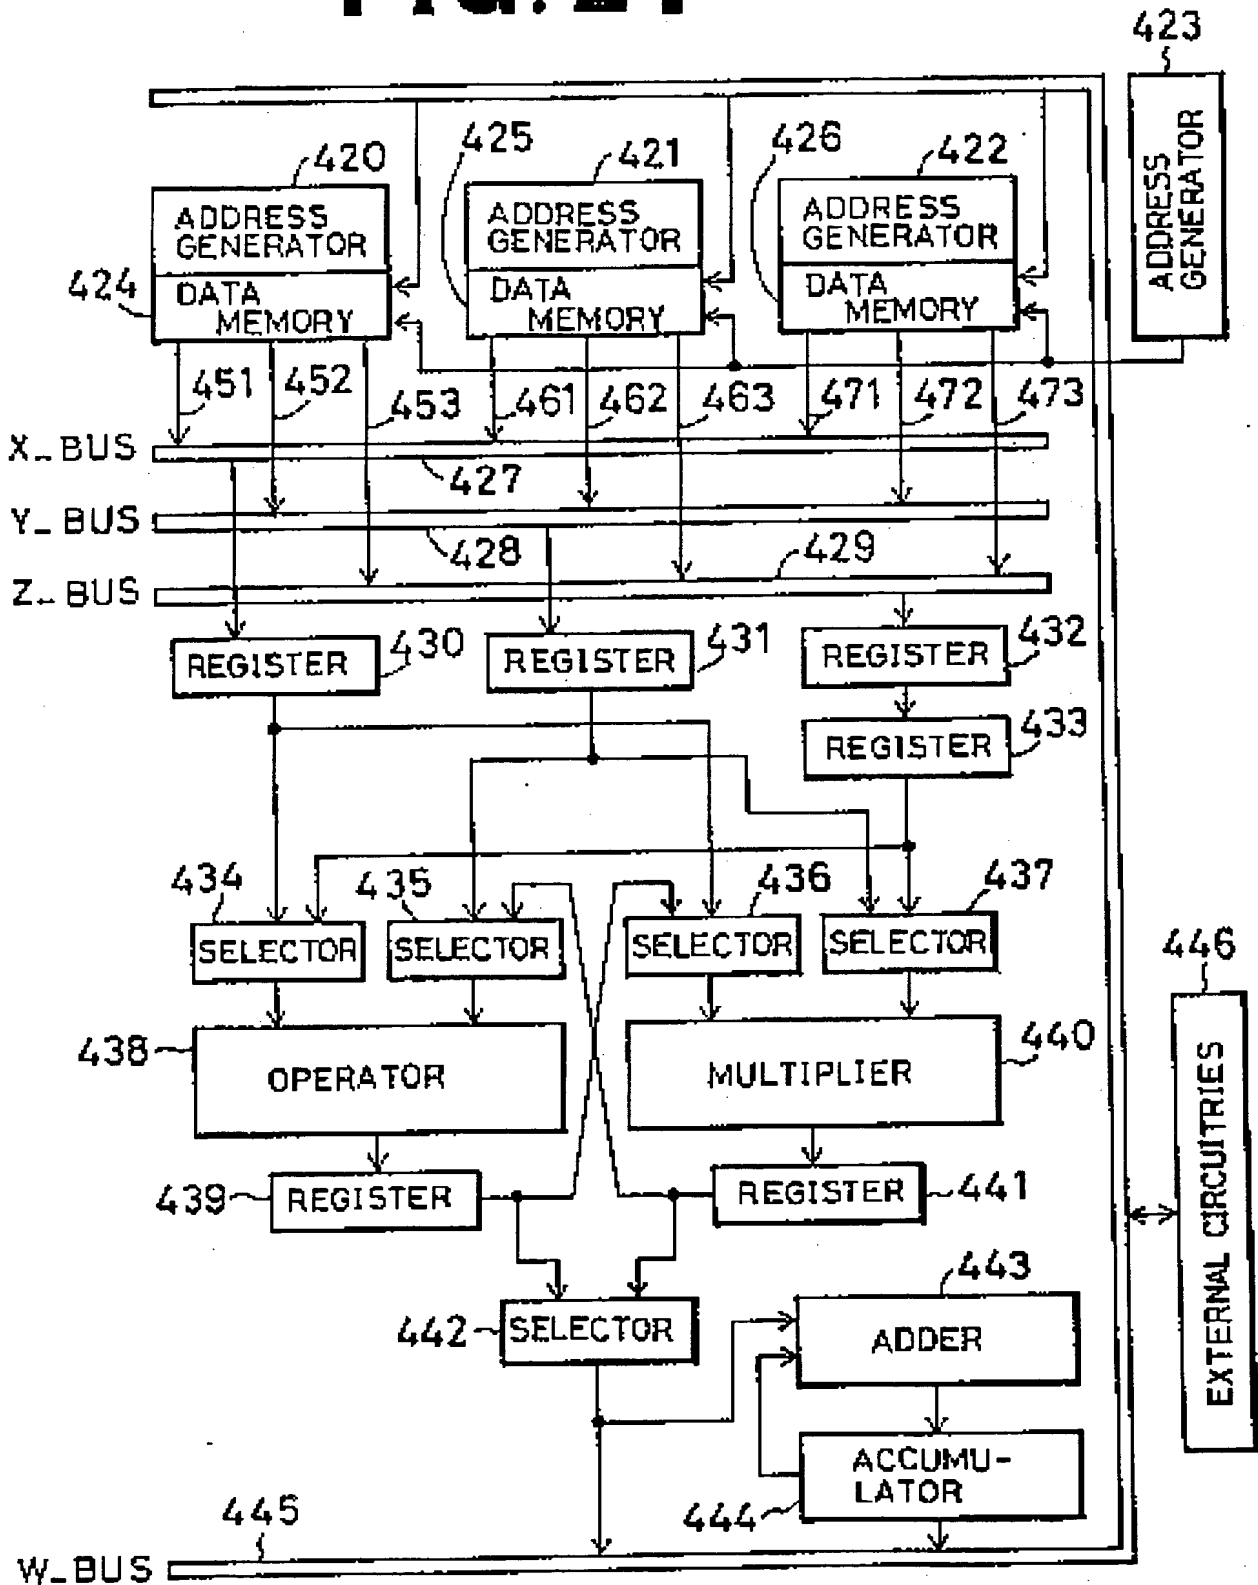 423
ADDRESS
GENERATOR
420
425
421
426
422
ADDRESS
GENERATOR
ADDRESS
GENERATOR
ADDRESS
GENERATOR
424
DATA
MEMORY
DATA
MEMORY
DATA
MEMORY
451
452
453
461
462
463
471
472
473
X_BUS
427
Y_BUS
428
429
Z_BUS
REGISTER
430
REGISTER
431
REGISTER
432
REGISTER
433
434
435
436
437
SELECTOR
SELECTOR
SELECTOR
SELECTOR
446
EXTERNAL CIRCUITRIES
438
OPERATOR
MULTIPLIER
440
439
REGISTER
REGISTER
441
442
SELECTOR
443
ADDER
444
ACCUMU-
LATOR
445
W_BUS